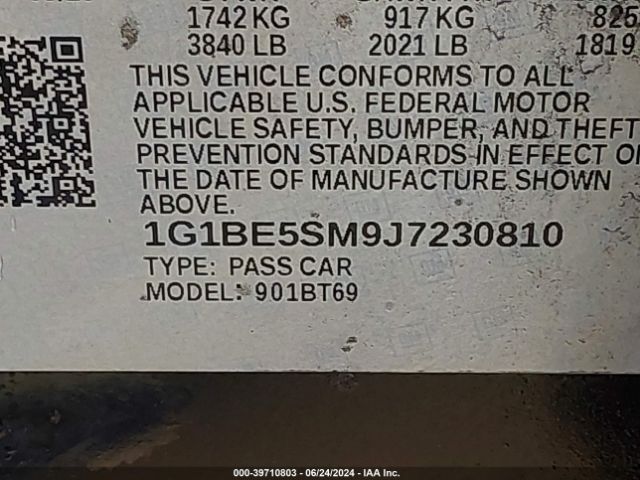 1742 KG 917 KG 825
3840 LB 2021 LB 1819
THIS VEHICLE CONFORMS TO ALL
APPLICABLE U.S. FEDERAL MOTOR
VEHICLE SAFETY, BUMPER, AND THEFT
PREVENTION STANDARDS IN EFFECT ON
THE DATE OF MANUFACTURE SHOWN
ABOVE.
1G1BE5SM9J7230810
TYPE: PASS CAR
MODEL: 901BT69
000-39710803 - 06/24/2024 - IAA Inc.